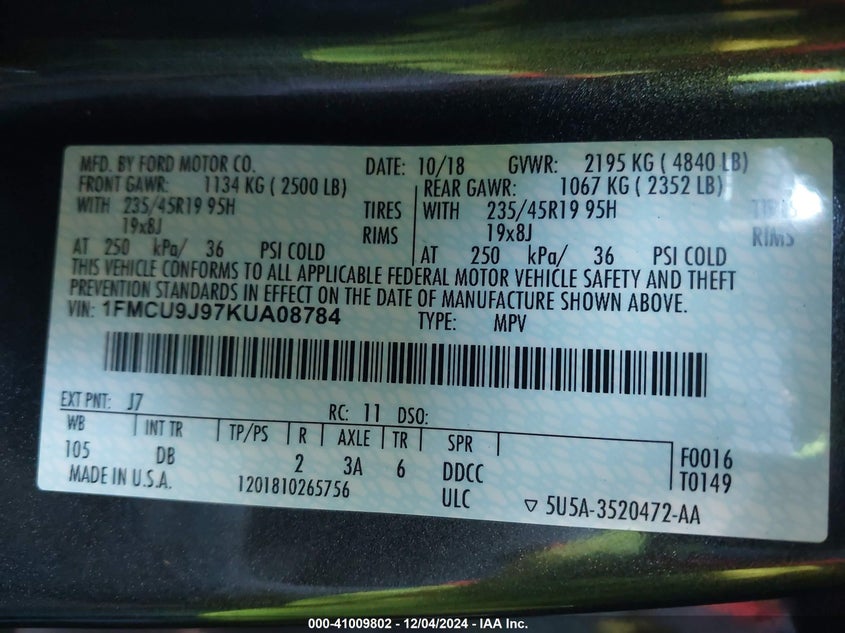 MFD. BY FORD MOTOR CO. DATE: 10/18 GVWR: 2195 KG ( 4840 LB)
FRONT GAWR: 1134 KG ( 2500 LB) REAR GAWR: 1067 KG ( 2352 LB)
WITH 235/45R19 95H TIRES WITH 235/45R19 95H TIRES
19x8J RIMS 19x8J RIMS
AT 250 kPa/ 36 PSI COLD AT 250 kPa/ 36 PSI COLD
THIS VEHICLE CONFORMS TO ALL APPLICABLE FEDERAL MOTOR VEHICLE SAFETY AND THEFT
PREVENTION STANDARDS IN EFFECT ON THE DATE OF MANUFACTURE SHOWN ABOVE.
VIN: 1FMCU9J97KUA08784 TYPE: MPV
EXT PNT: J7 RC: 11 DSO:
WB INT TR TP/PS R AXLE TR SPR
105 DB 2 3A 6 DDCC F0016
MADE IN U.S.A. 1201810265756 ULC T0149
▽ 5U5A-3520472-AA
000-41009802 - 12/04/2024 - IAA Inc.